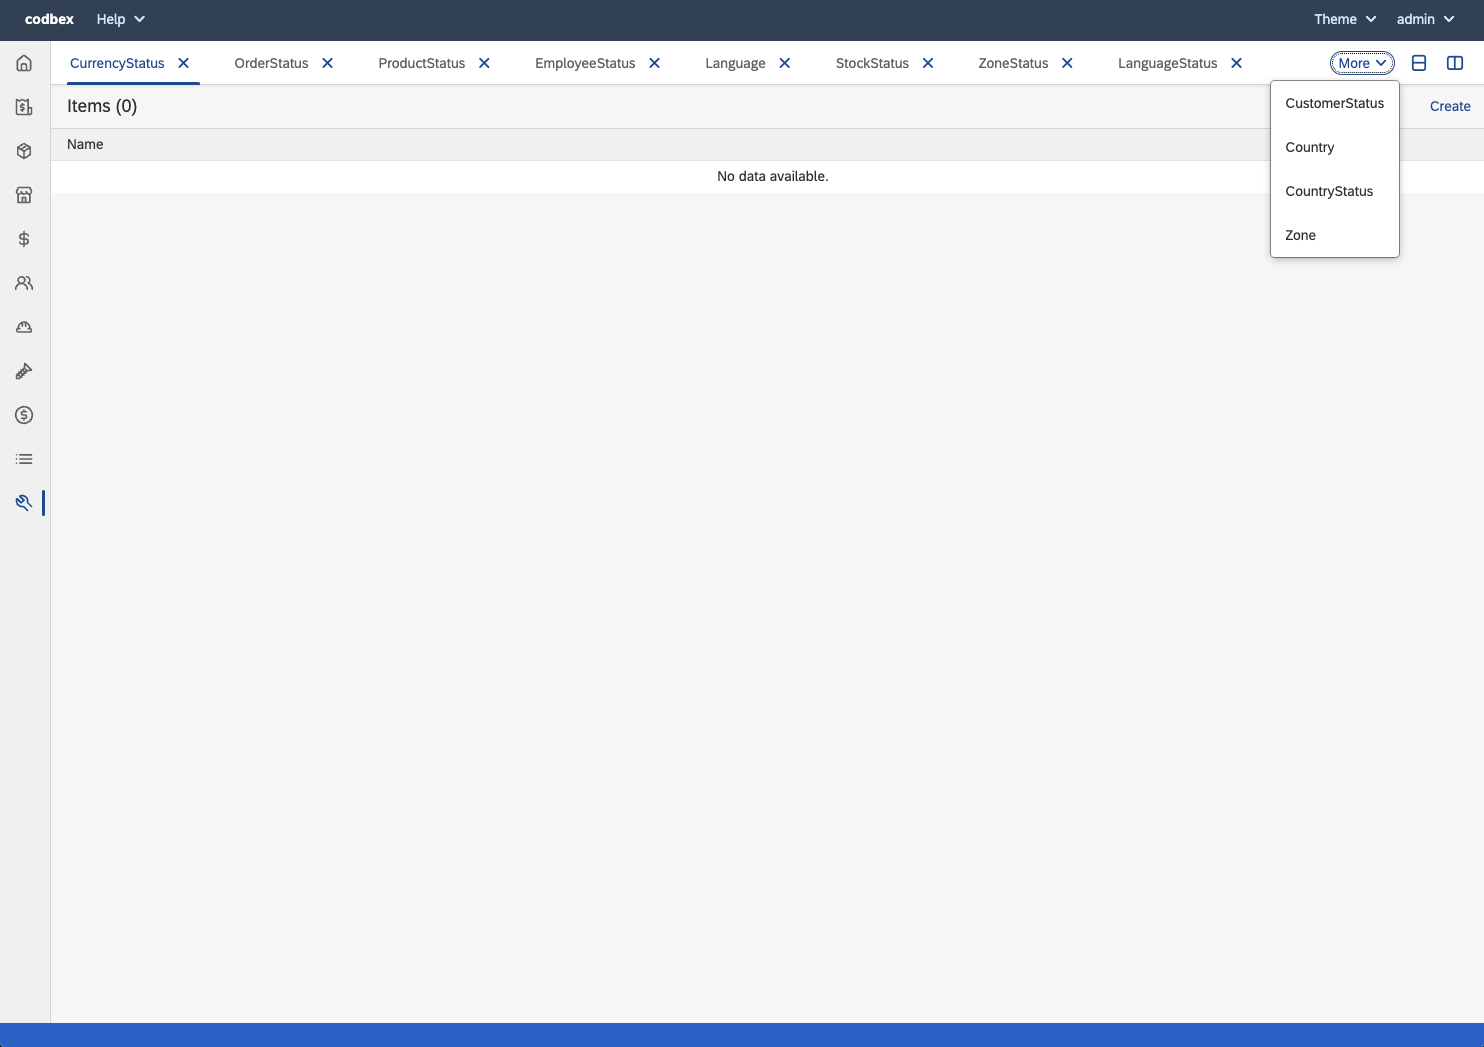 codbex Help Theme admin
CurrencyStatus OrderStatus ProductStatus EmployeeStatus Language StockStatus ZoneStatus LanguageStatus More
Items (0) Create
Name
No data available.
CustomerStatus
Country
CountryStatus
Zone